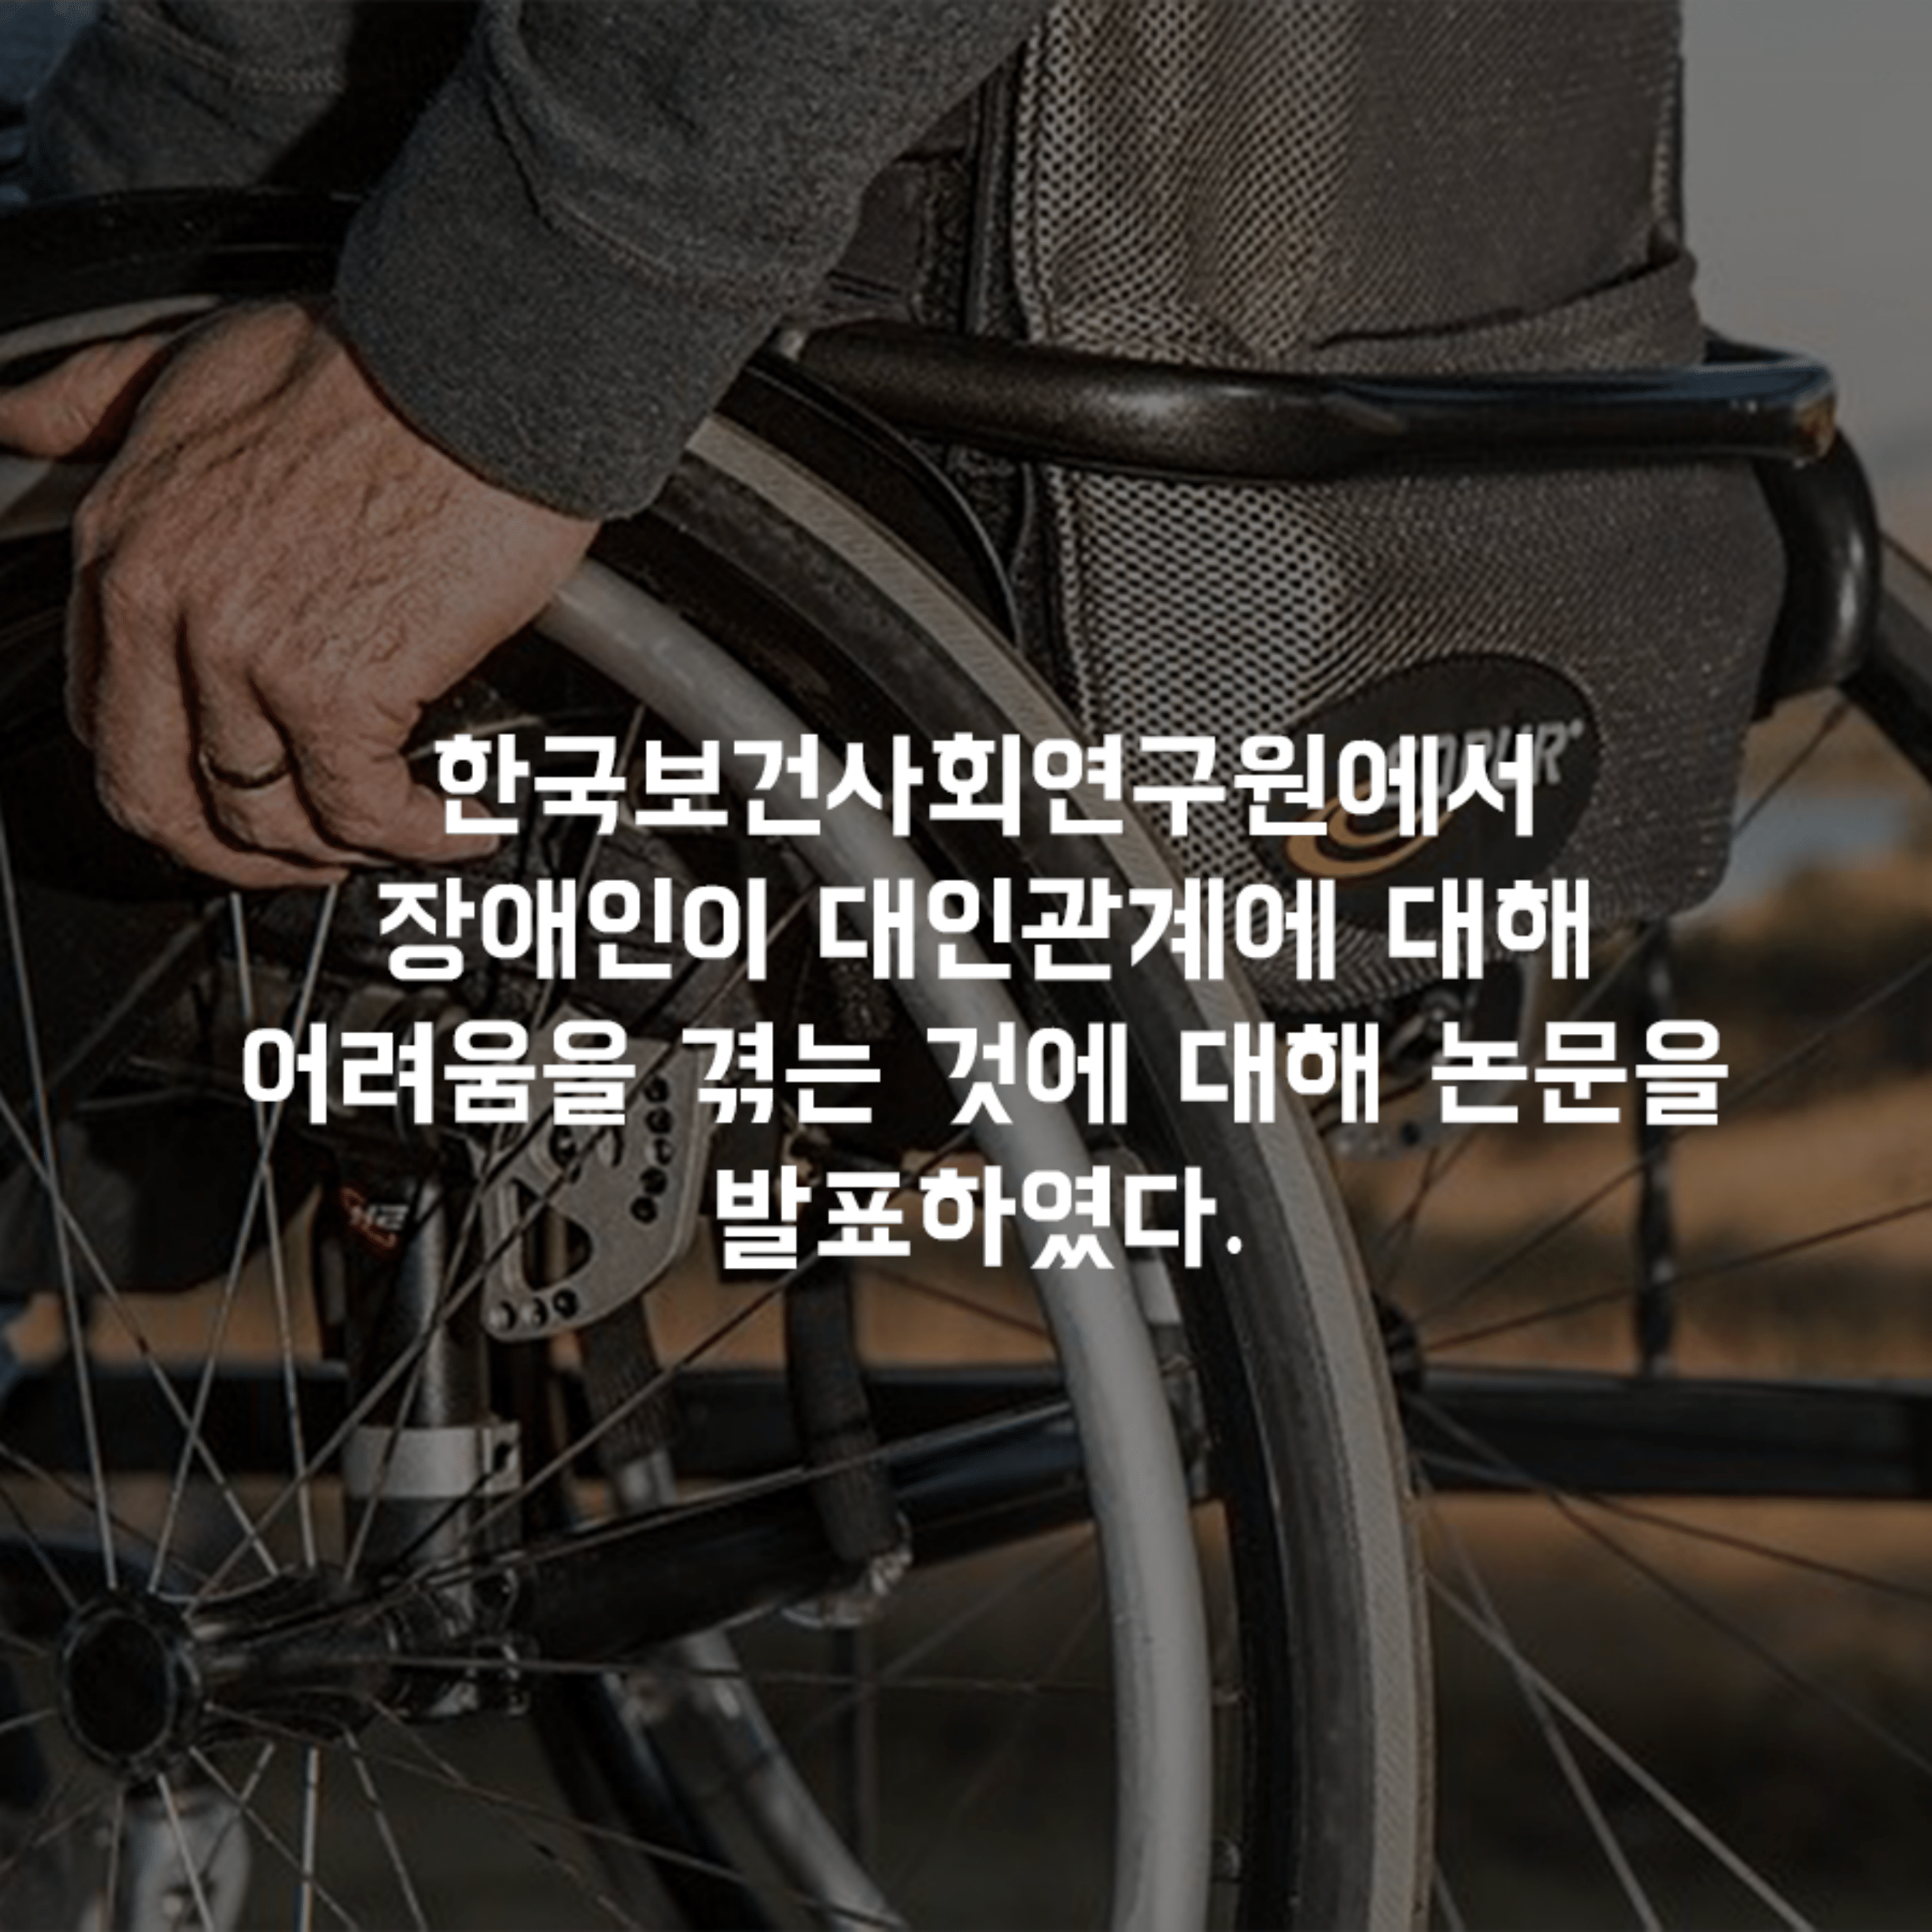 한국보건사회연구원에서
장애인이 대인관계에 대해
어려움을 겪는 것에 대해 논문을
발표하였다.